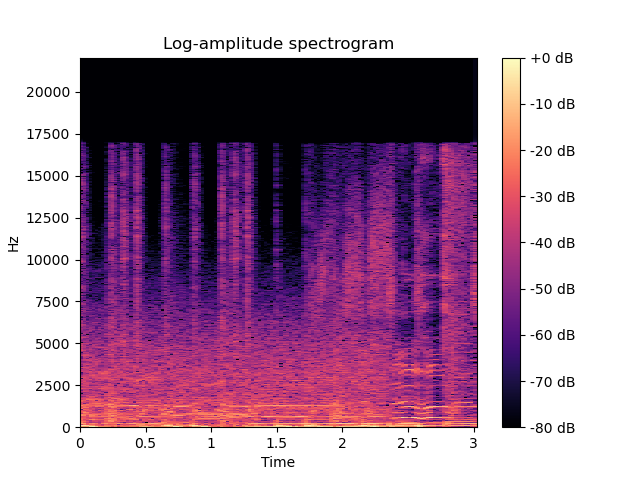 Log-amplitude spectrogram
20000
17500
15000
12500
10000
7500
5000
2500
0
Hz
0
0.5
1
1.5
2
2.5
3
Time
+0 dB
-10 dB
-20 dB
-30 dB
-40 dB
-50 dB
-60 dB
-70 dB
-80 dB